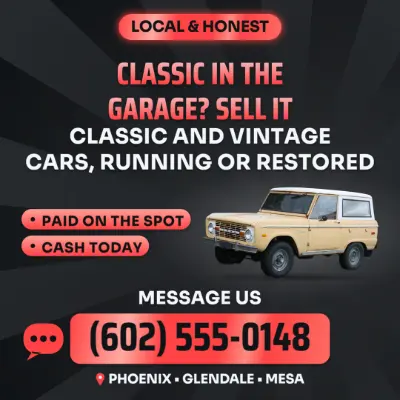 LOCAL & HONEST
CLASSIC IN THE
GARAGE? SELL IT
CLASSIC AND VINTAGE
CARS, RUNNING OR RESTORED
• PAID ON THE SPOT
• CASH TODAY
MESSAGE US
(602) 555-0148
PHOENIX • GLENDALE • MESA